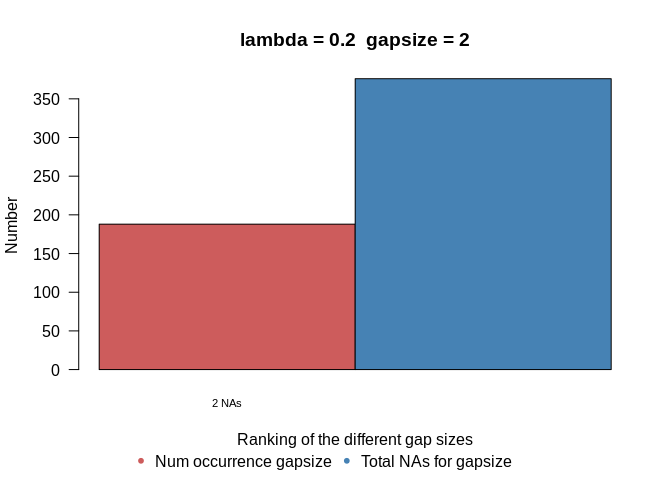 lambda = 0.2  gapsize = 2
Number
350
300
250
200
150
100
50
0
2 NAs
Ranking of the different gap sizes
Num occurrence gapsize
Total NAs for gapsize